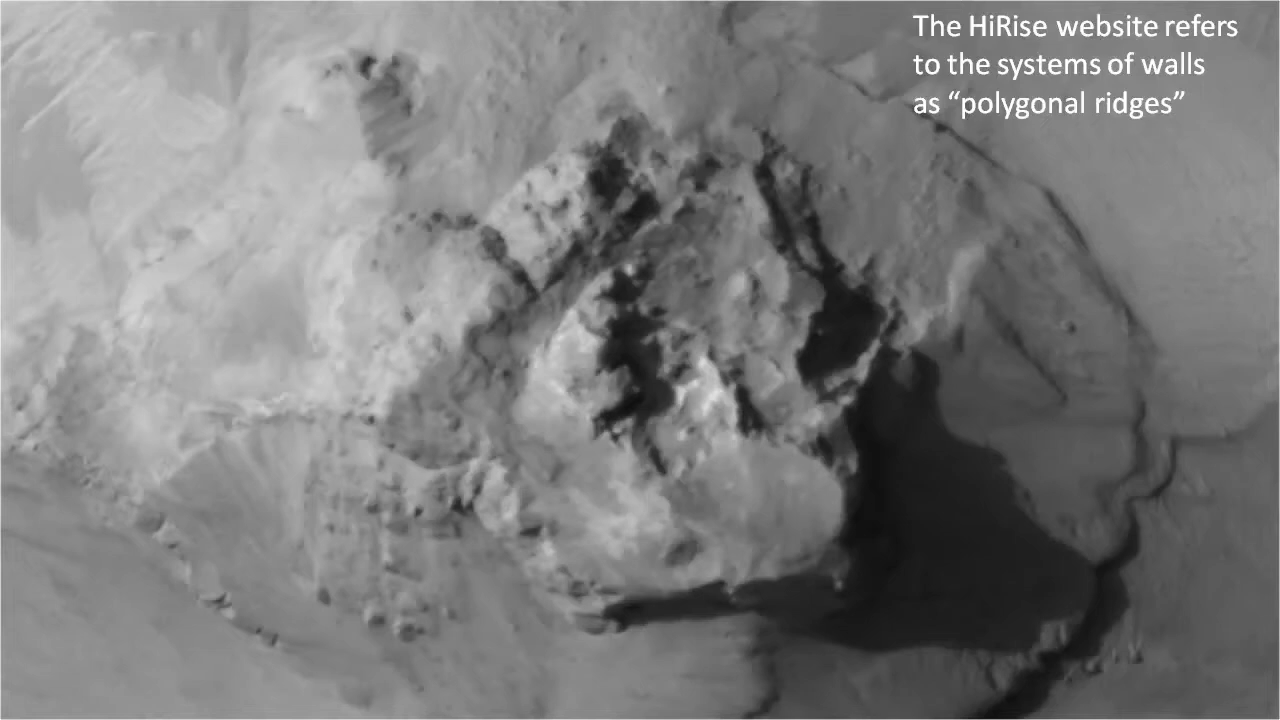 The HiRise website refers
to the systems of walls
as “polygonal ridges”